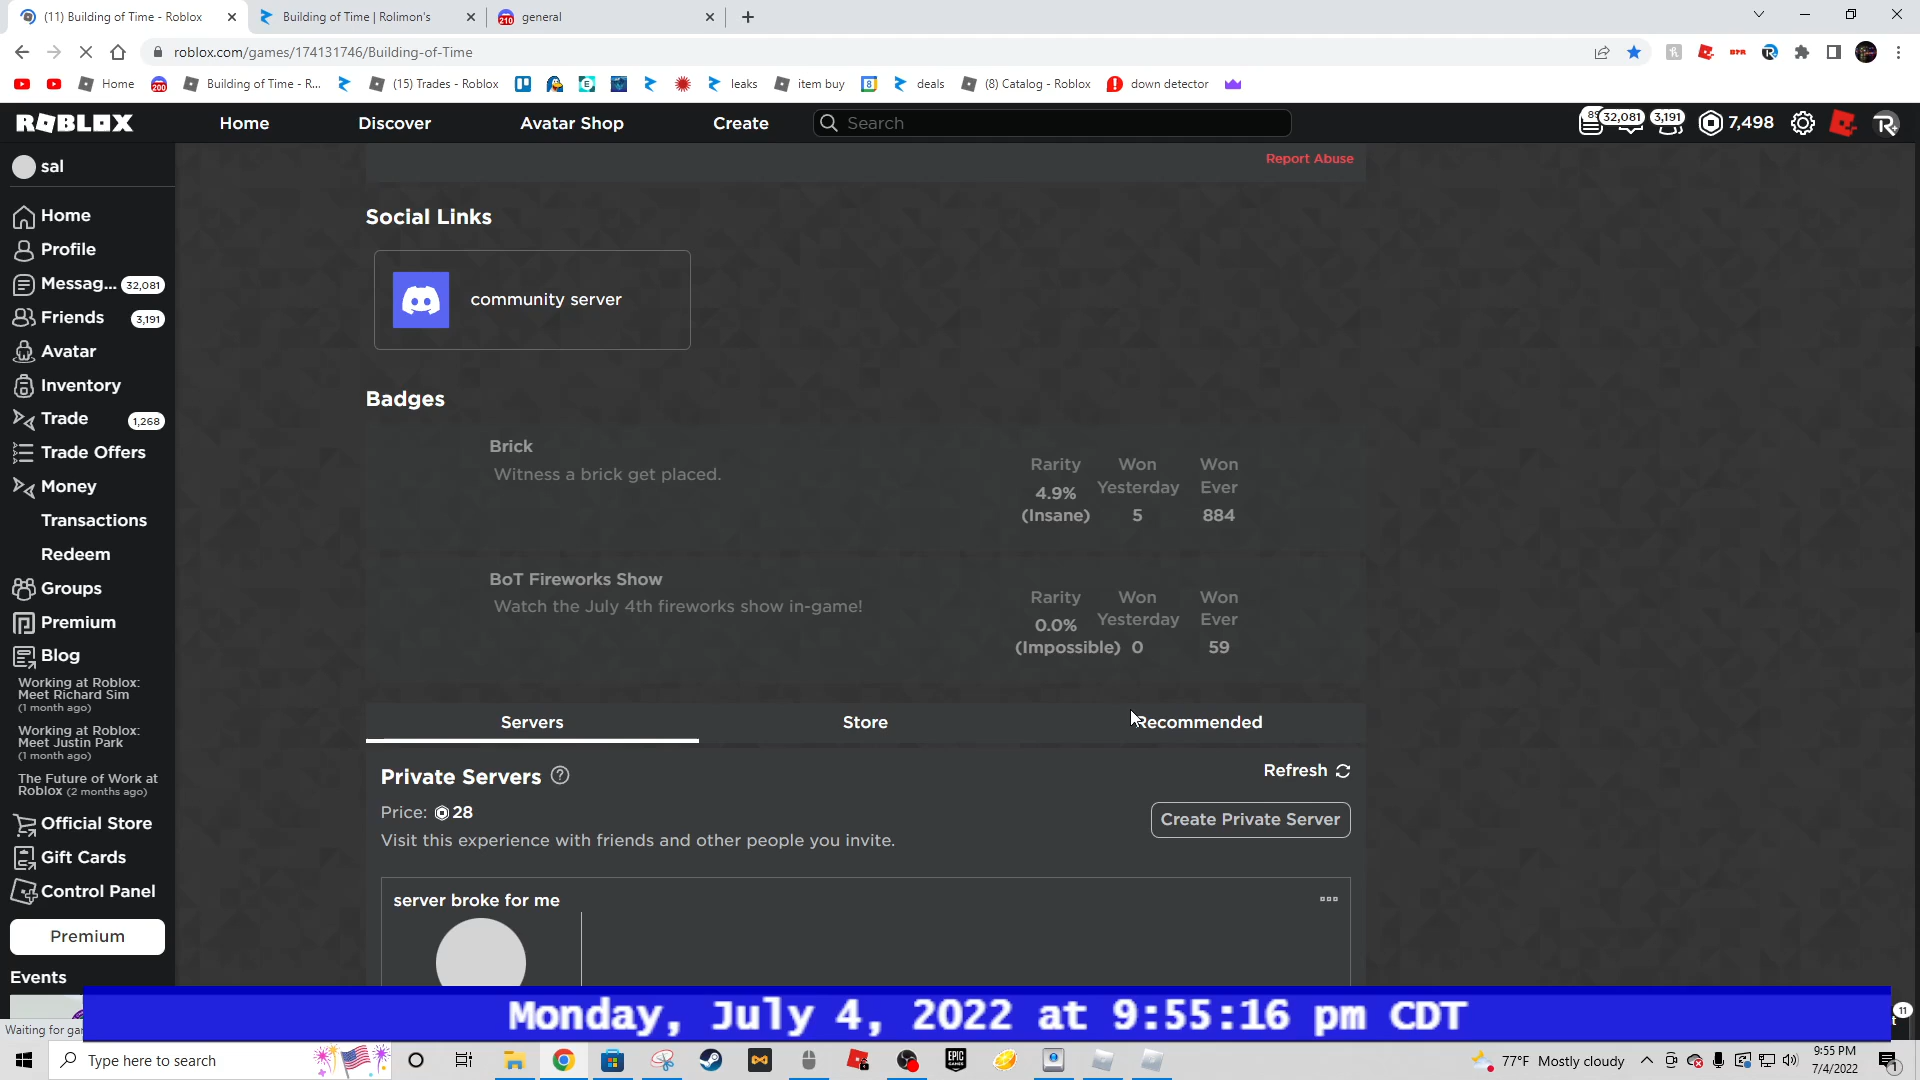 (11) Building of Time - Roblox
Building of Time | Rolimon's
210 general
roblox.com/games/174131746/Building-of-Time
Home
200
Building of Time - R...
(15) Trades - Roblox
leaks
item buy
8
deals
(8) Catalog - Roblox
down detector
ROBLOX
Home
Discover
Avatar Shop
Create
Search
32,081
3,191
7,498
sal
Home
Profile
Messag... 32,081
Friends 3,191
Avatar
Inventory
Trade 1,268
Trade Offers
Money
Transactions
Redeem
Groups
Premium
Blog
Working at Roblox:
Meet Richard Sim
(1 month ago)
Working at Roblox:
Meet Justin Park
(1 month ago)
The Future of Work at
Roblox (2 months ago)
Official Store
Gift Cards
Control Panel
Premium
Events
Report Abuse
Social Links
community server
Badges
Brick
Witness a brick get placed.
Rarity
4.9%
(Insane)
Won
Yesterday
5
Won
Ever
884
BoT Fireworks Show
Watch the July 4th fireworks show in-game!
Rarity
0.0%
(Impossible)
Won
Yesterday
0
Won
Ever
59
Servers
Store
Recommended
Private Servers ?
Refresh
Price: 28
Create Private Server
Visit this experience with friends and other people you invite.
server broke for me
Waiting for
11
Monday, July 4, 2022 at 9:55:16 pm CDT
Type here to search
EPIC GAMES
77°F Mostly cloudy
9:55 PM
7/4/2022
1